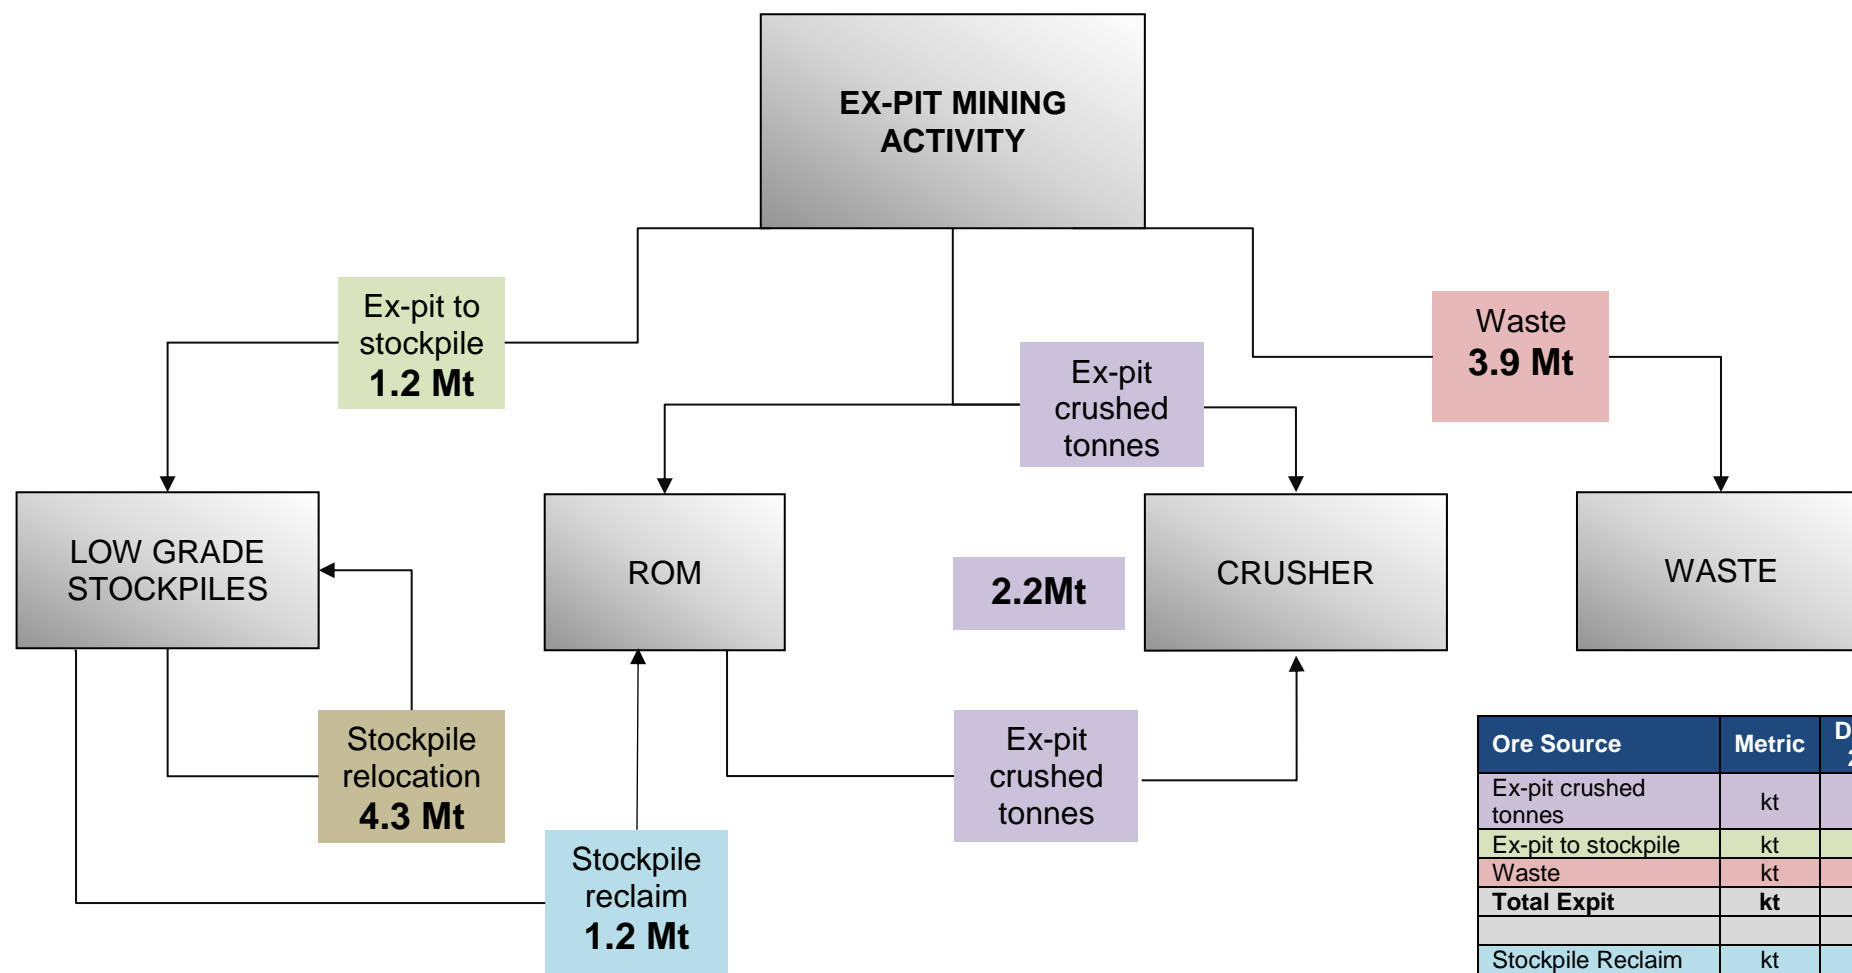 EX-PIT MINING
ACTIVITY
Ex-pit to
stockpile
1.2 Mt
Waste
3.9 Mt
Ex-pit
crushed
tonnes
LOW GRADE
STOCKPILES
ROM
2.2Mt
CRUSHER
WASTE
Stockpile
relocation
4.3 Mt
Ex-pit
crushed
tonnes
Stockpile
reclaim
1.2 Mt
Ore Source Metric
Ex-pit crushed
tonnes kt
Ex-pit to stockpile kt
Waste kt
Total Expit kt
Stockpile Reclaim kt